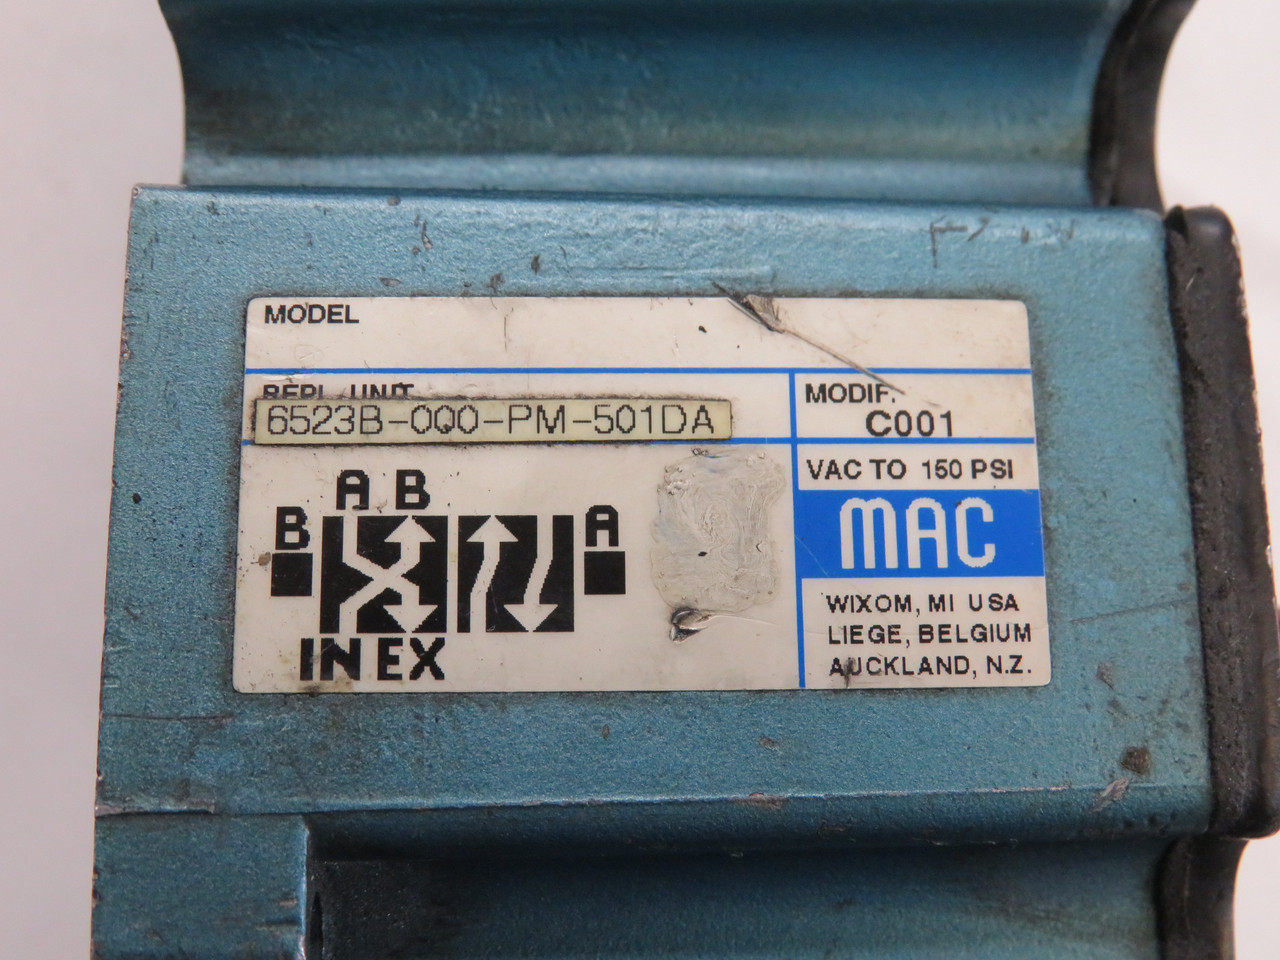 MODEL
REPL. UNIT
6523B-0Q0-PM-501DA
MODIF.
C001
VAC TO 150 PSI
MAC
A B
B
A
IN EX
WIXOM, MI USA
LIEGE, BELGIUM
AUCKLAND, N.Z.